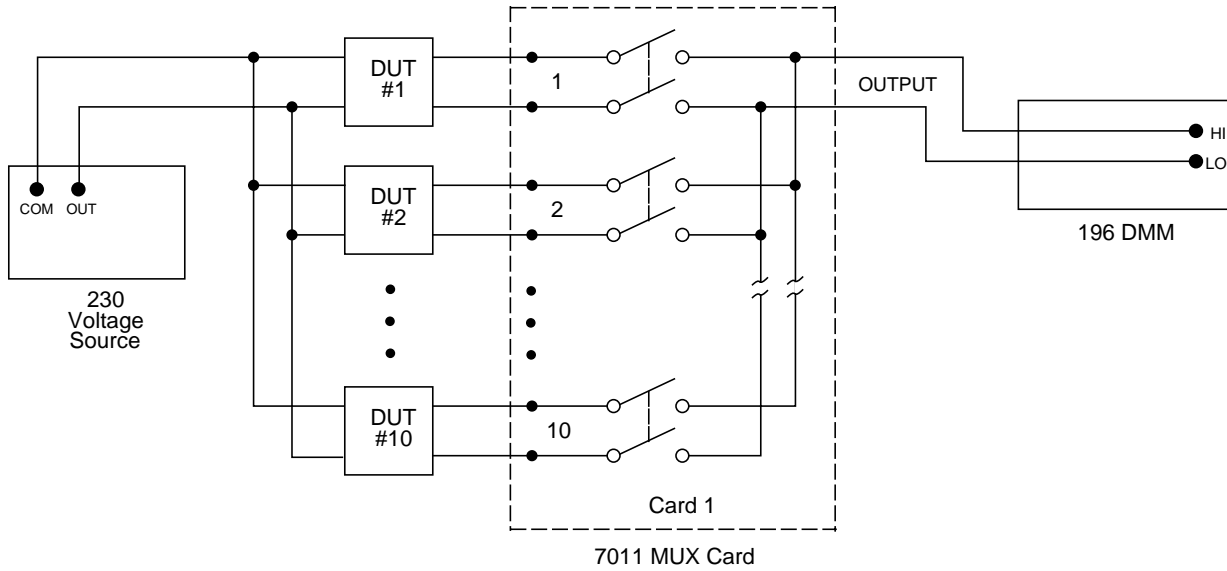 DUT
#1
1
OUTPUT
HI
LO
COM OUT
DUT
#2
2
196 DMM
230
Voltage
Source
DUT
#10
10
Card 1
7011 MUX Card